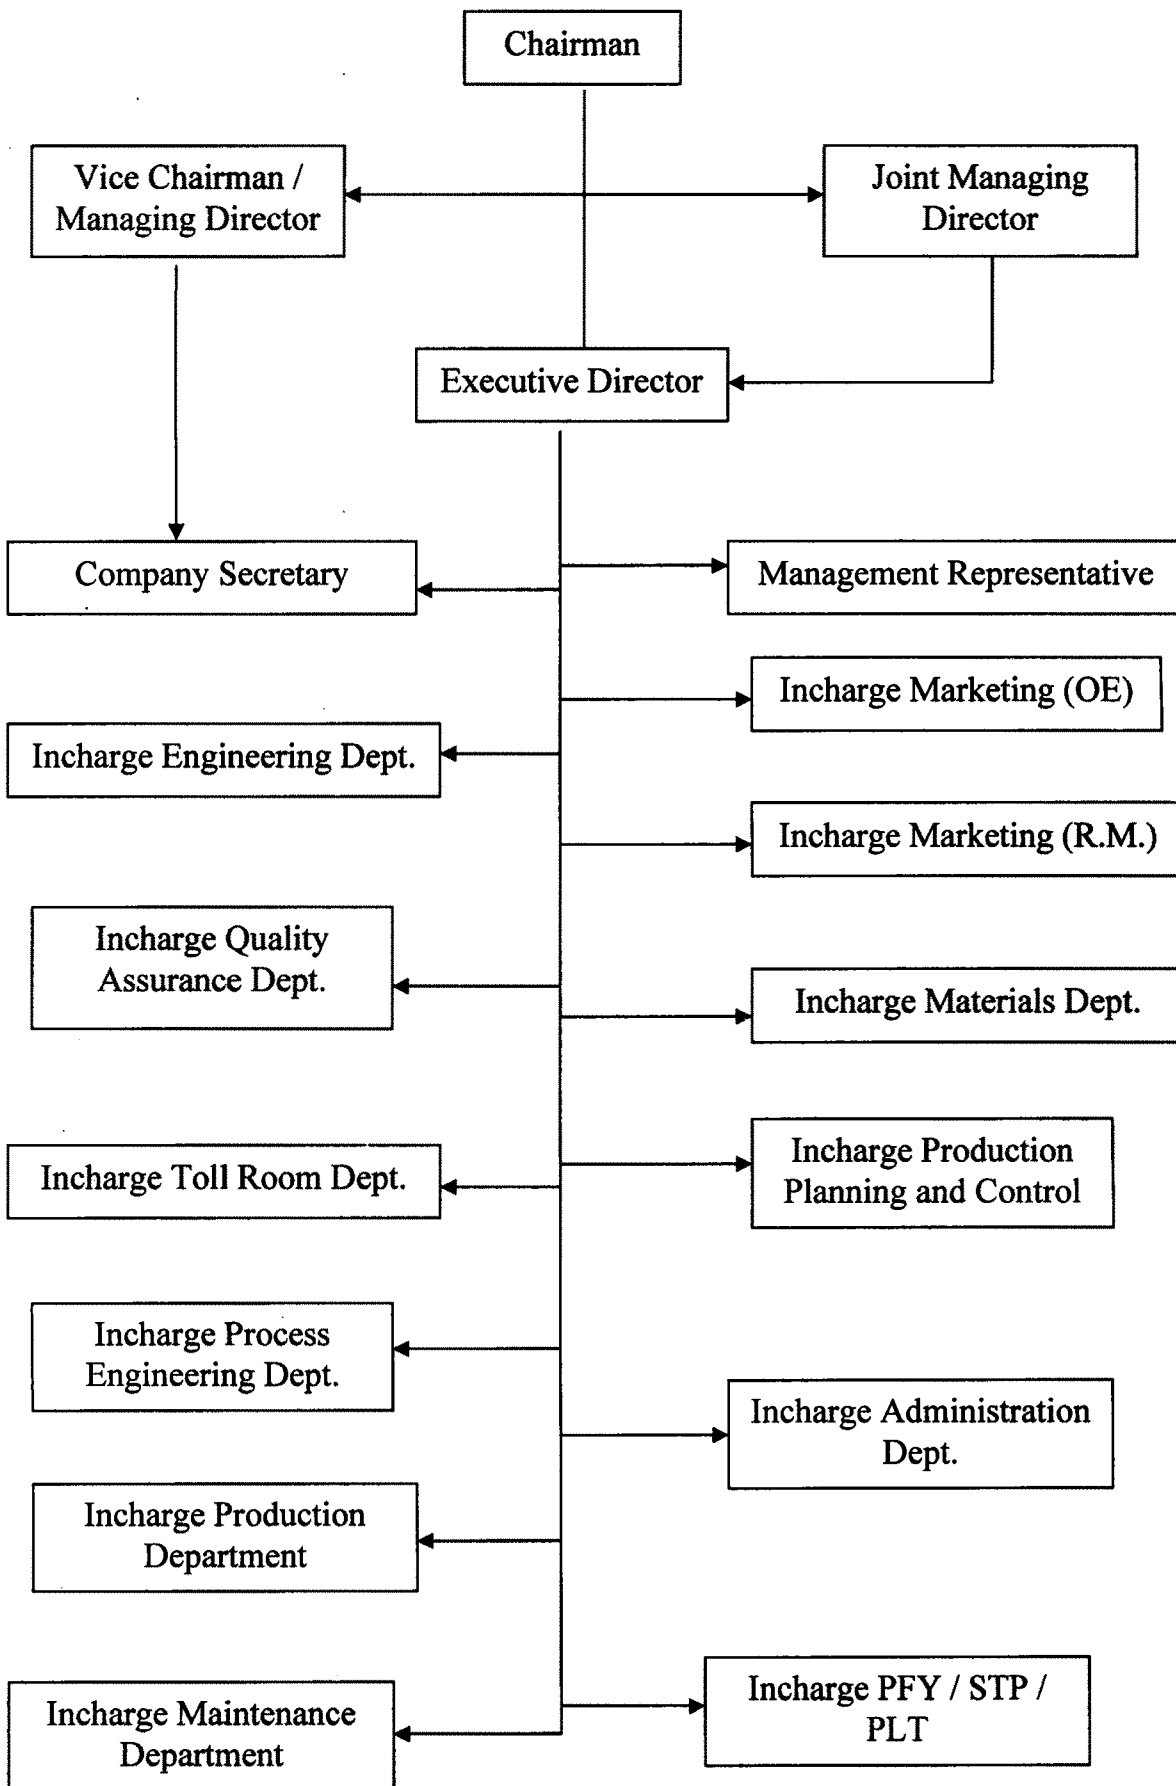 Chairman
Vice Chairman /
Managing Director
Joint Managing
Director
Executive Director
Company Secretary
Management Representative
Incharge Marketing (OE)
Incharge Engineering Dept.
Incharge Marketing (R.M.)
Incharge Quality
Assurance Dept.
Incharge Materials Dept.
Incharge Production
Planning and Control
Incharge Toll Room Dept.
Incharge Process
Engineering Dept.
Incharge Administration
Dept.
Incharge Production
Department
Incharge PFY / STP /
PLT
Incharge Maintenance
Department